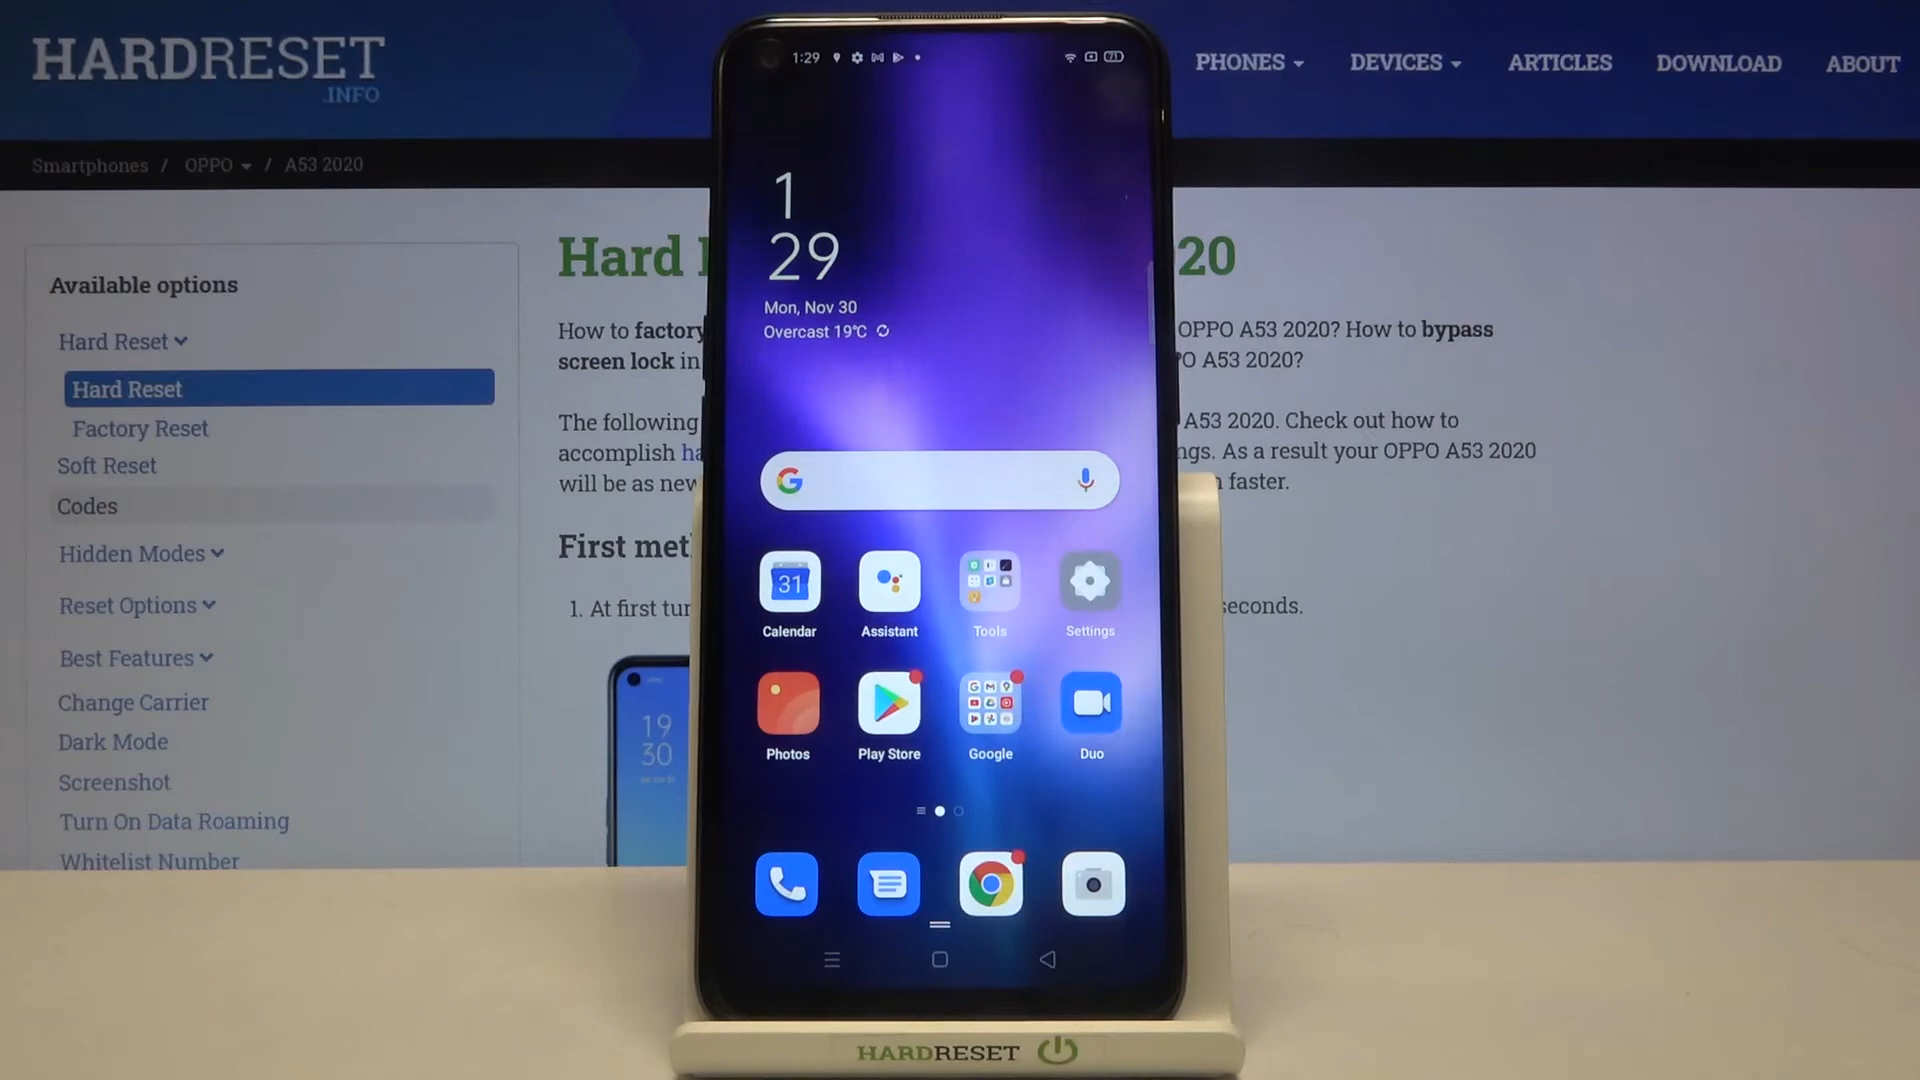 HARDRESET
.INFO
PHONES
DEVICES
ARTICLES
DOWNLOAD
ABOUT
Smartphones / OPPO / A53 2020
Available options
Hard Reset
Hard Reset
Factory Reset
Soft Reset
Codes
Hidden Modes
Reset Options
Best Features
Change Carrier
Dark Mode
Screenshot
Turn On Data Roaming
Whitelist Number
Hard
20
How to factory
OPPO A53 2020? How to bypass
screen lock in
A53 2020?
The following
A53 2020. Check out how to
accomplish
As a result your OPPO A53 2020
will be as new
faster.
First
1. At first
seconds.
19
30
1:29
71
1
29
Mon, Nov 30
Overcast 19°C
31
Calendar
Assistant
Tools
Settings
Photos
Play Store
Google
Duo
HARDRESET